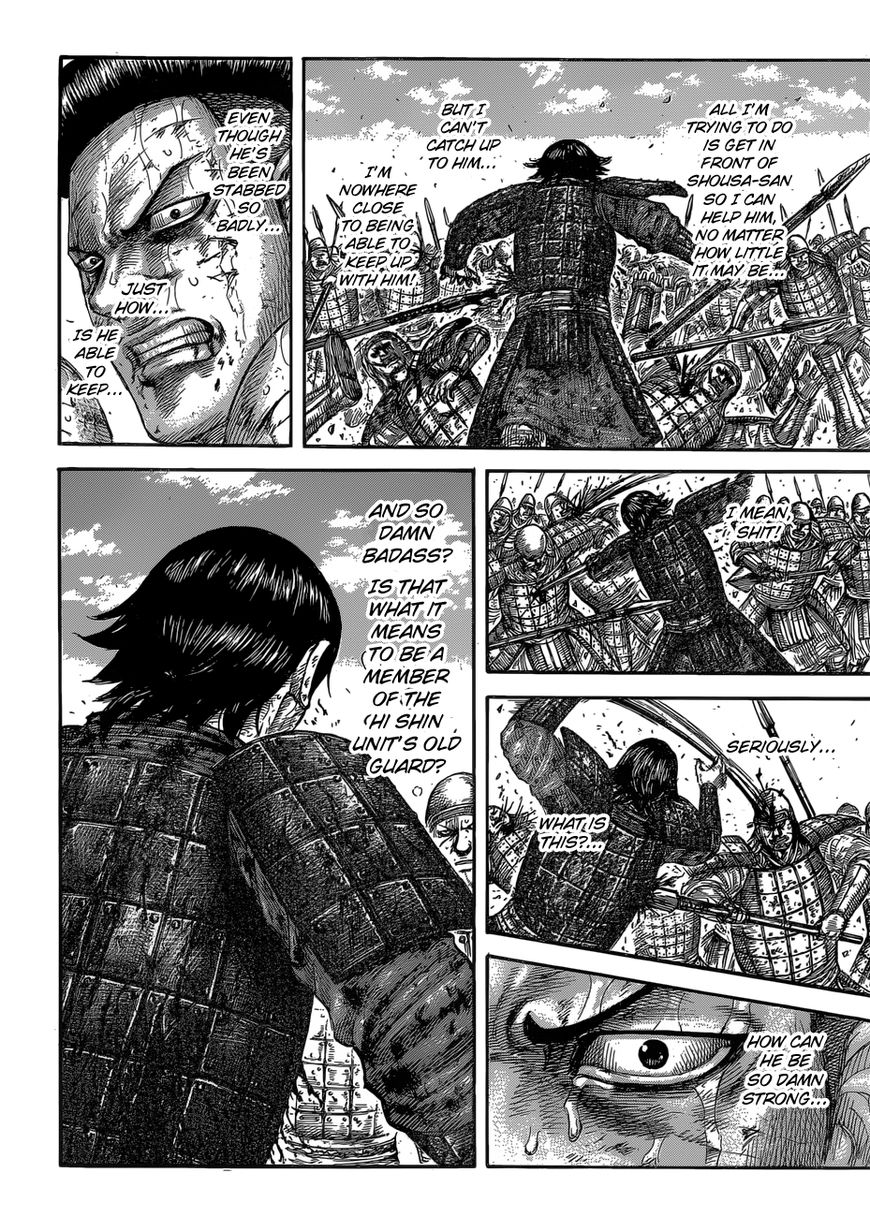 ALL I'M
TRYING TO DO
IS GET IN
FRONT OF
SHOUSA-SAN
SO I CAN
HELP HIM,
NO MATTER
HOW LITTLE
IT MAY BE...
BUT I
CAN'T
CATCH UP
TO HIM...
I'M
NOWHERE
CLOSE
TO BEING
ABLE TO
KEEP UP
WITH HIM!
EVEN
THOUGH
HE'S
BEEN
STABBED
SO
BADLY...
JUST
HOW...
IS HE
ABLE
TO
KEEP...
I MEAN,
SHIT!
SERIOUSLY...
WHAT IS
THIS?...
HOW CAN
HE BE
SO DAMN
STRONG...
AND SO
DAMN
BADASS?
IS THAT
WHAT IT
MEANS
TO BE A
MEMBER
OF THE
HI SHIN
UNIT'S OLD
GUARD?